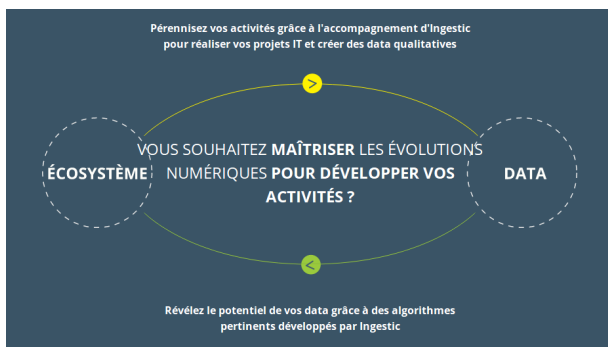 Pérennisez vos activités grâce à l'accompagnement d'Ingestic
pour réaliser vos projets IT et créer des data qualitatives
>
VOUS SOUHAITEZ MAÎTRISER LES ÉVOLUTIONS
ÉCOSYSTÈME
NUMÉRIQUES POUR DÉVELOPPER VOS
DATA
ACTIVITÉS ?
<
Révélez le potentiel de vos data grâce à des algorithmes
pertinents développés par Ingestic